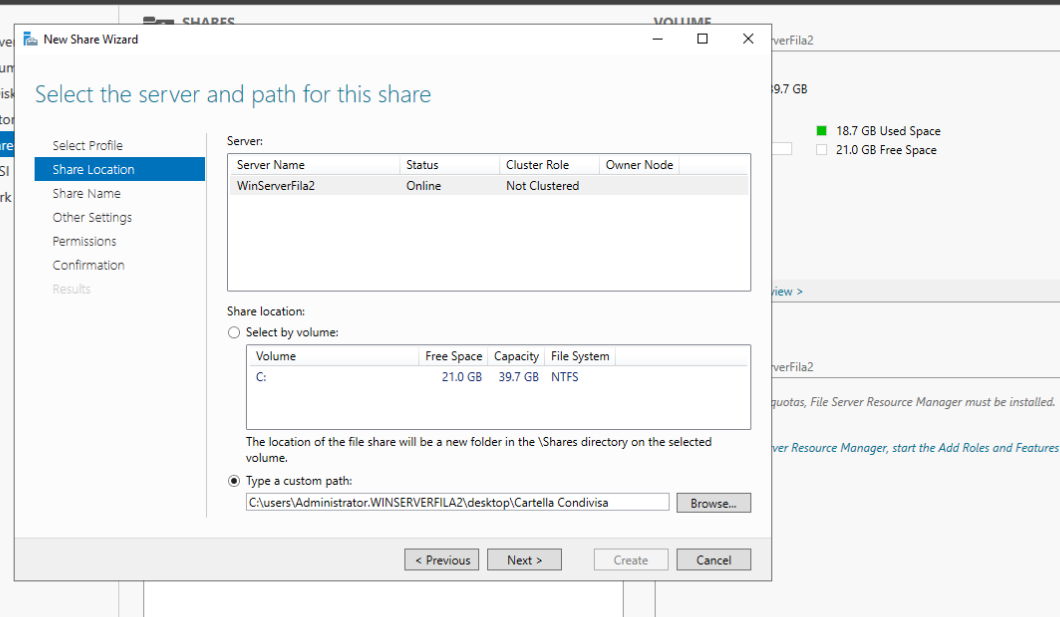 SHARES
VOLUME
New Share Wizard
Select the server and path for this share
Select Profile
Share Location
Share Name
Other Settings
Permissions
Confirmation
Results
Server:
Server Name Status Cluster Role Owner Node
WinServerFila2 Online Not Clustered
Share location:
Select by volume:
Volume Free Space Capacity File System
C: 21.0 GB 39.7 GB NTFS
The location of the file share will be a new folder in the \Shares directory on the selected
volume.
Type a custom path:
C:\users\Administrator.WINSERVERFILA2\desktop\Cartella Condivisa
Browse...
< Previous Next > Create Cancel
verFila2
39.7 GB
18.7 GB Used Space
21.0 GB Free Space
view >
verFila2
quotas, File Server Resource Manager must be installed.
ver Resource Manager, start the Add Roles and Features